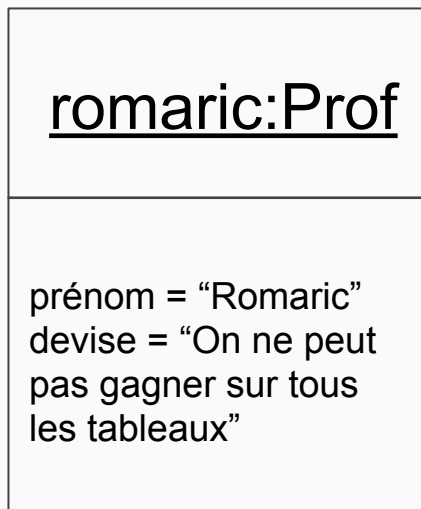 romaric:Prof
prénom = “Romaric”
devise = “On ne peut
pas gagner sur tous
les tableaux”